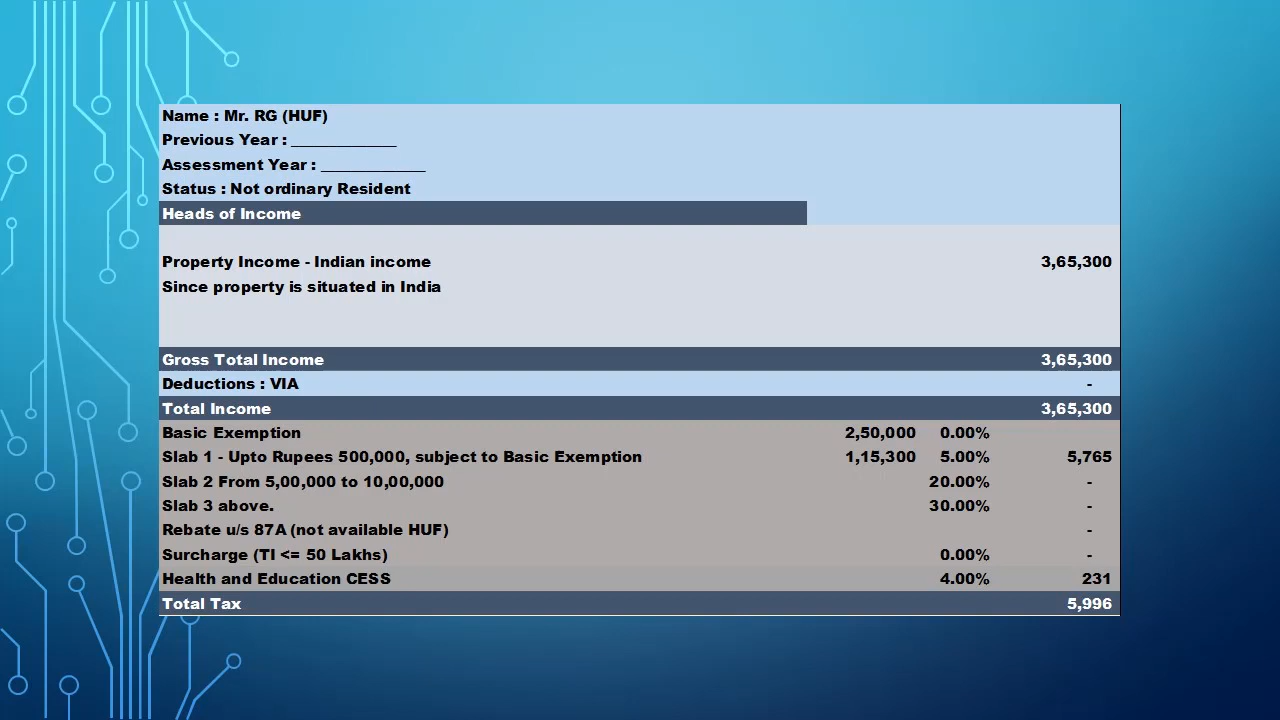 Name : Mr. RG (HUF)
Previous Year : _____________
Assessment Year : _____________
Status : Not ordinary Resident
Heads of Income
Property Income - Indian income 3,65,300
Since property is situated in India
Gross Total Income 3,65,300
Deductions : VIA -
Total Income 3,65,300
Basic Exemption 2,50,000 0.00%
Slab 1 - Upto Rupees 500,000, subject to Basic Exemption 1,15,300 5.00% 5,765
Slab 2 From 5,00,000 to 10,00,000 20.00% -
Slab 3 above. 30.00% -
Rebate u/s 87A (not available HUF) -
Surcharge (TI <= 50 Lakhs) 0.00% -
Health and Education CESS 4.00% 231
Total Tax 5,996